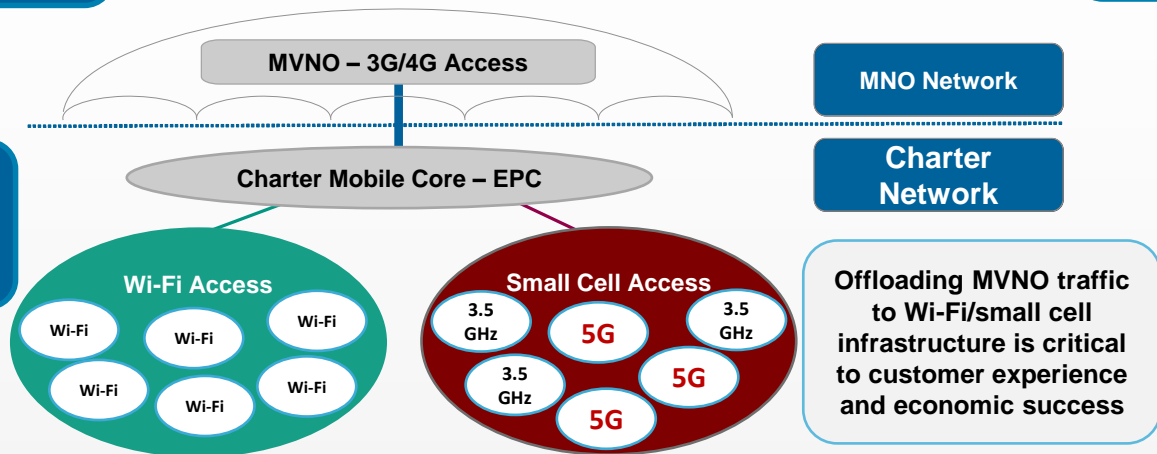 MVNO – 3G/4G Access
MNO Network
Charter Mobile Core – EPC
Charter
Network
Wi-Fi Access
Wi-Fi
Wi-Fi
Wi-Fi
Wi-Fi
Wi-Fi
Wi-Fi
Small Cell Access
3.5
GHz
5G
3.5
GHz
3.5
GHz
5G
5G
Offloading MVNO traffic
to Wi-Fi/small cell
infrastructure is critical
to customer experience
and economic success